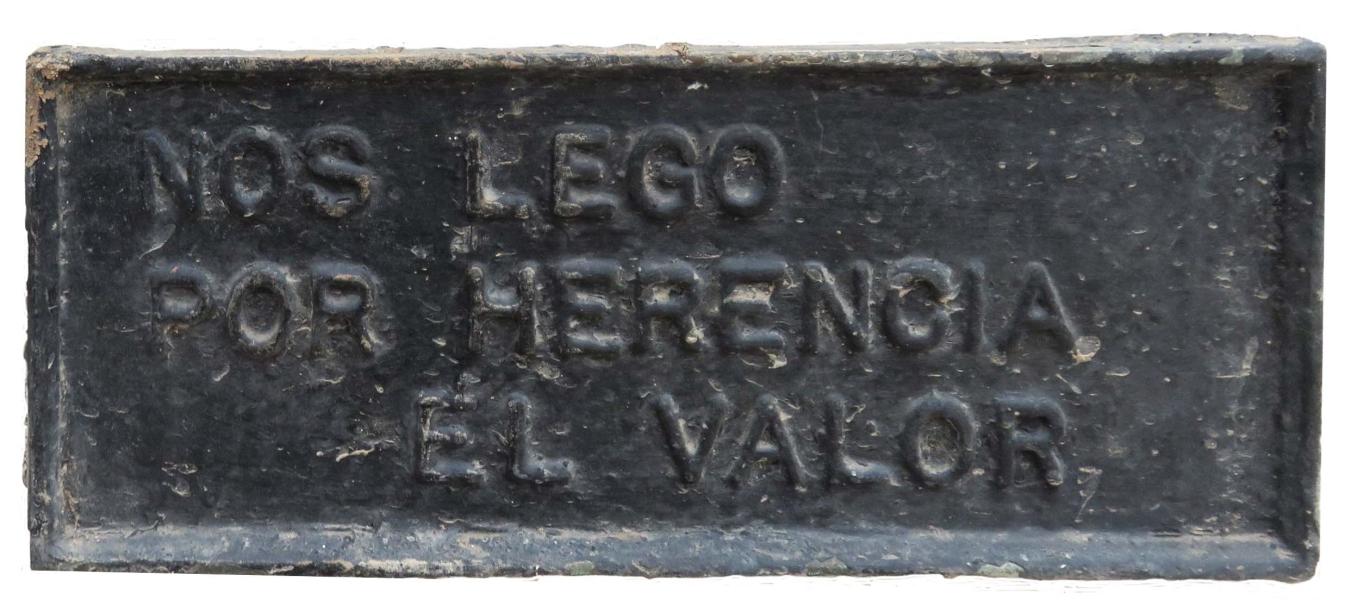 NOS LEGO
POR HERENCIA
EL VALOR